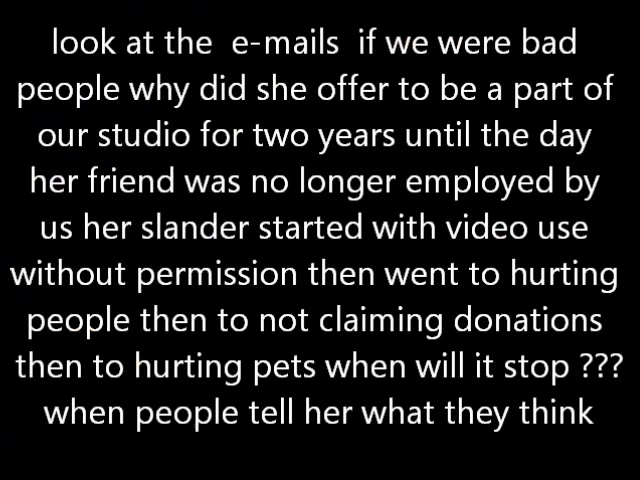 look at the  e-mails  if we were bad
people why did she offer to be a part of
our studio for two years until the day
her friend was no longer employed by
us her slander started with video use
without permission then went to hurting
people then to not claiming donations
then to hurting pets when will it stop ???
when people tell her what they think